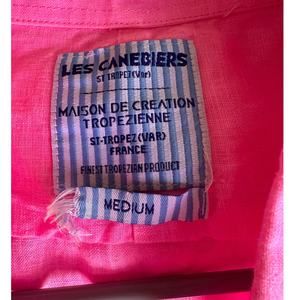 LES CANEBIERS
ST TROPEZ (Var)
MAISON DE CREATION
TROPEZIENNE
ST-TROPEZ (VAR)
FRANCE
FINEST TROPEZIAN PRODUCT
MEDIUM